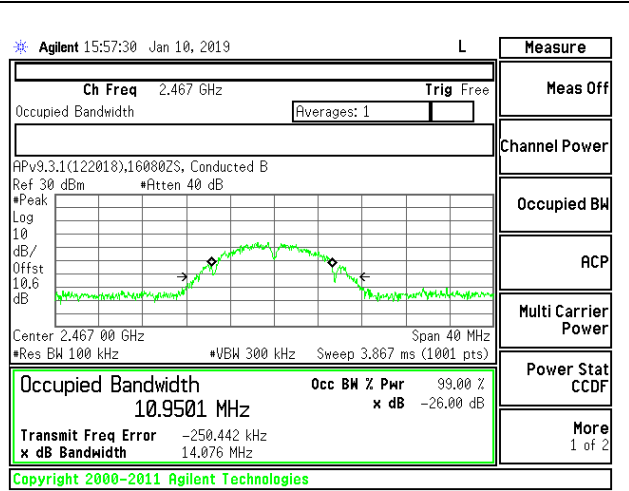 Agilent 15:57:30 Jan 10, 2019 L
Measure
Ch Freq 2.467 GHz Trig Free
Occupied Bandwidth Averages: 1
APv9.3.1(122018),16080ZS, Conducted B
Ref 30 dBm #Atten 40 dB
#Peak
Log
10
dB/
Offst
10.6
dB
Center 2.467 00 GHz Span 40 MHz
#Res BW 100 kHz #VBW 300 kHz Sweep 3.867 ms (1001 pts)
Occupied Bandwidth Occ BW % Pwr 99.00 %
10.9501 MHz x dB -26.00 dB
Transmit Freq Error -250.442 kHz
x dB Bandwidth 14.076 MHz
Copyright 2000-2011 Agilent Technologies
Meas Off
Channel Power
Occupied BW
ACP
Multi Carrier
Power
Power Stat
CCDF
More
1 of 2